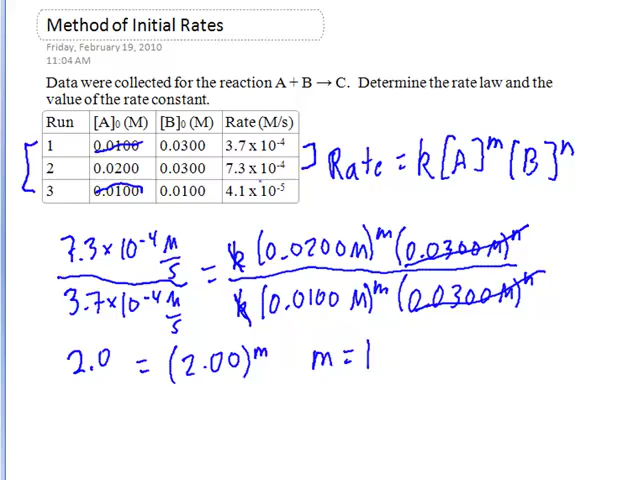 Method of Initial Rates
Friday, February 19, 2010
11:04 AM
Data were collected for the reaction A + B → C. Determine the rate law and the
value of the rate constant.
Run [A]₀ (M) [B]₀ (M) Rate (M/s)
1 0.0100 0.0300 3.7 x 10⁻⁴
2 0.0200 0.0300 7.3 x 10⁻⁴
3 0.0100 0.0100 4.1 x 10⁻⁵
Rate = k[A]ᵐ[B]ⁿ
7.3 × 10⁻⁴ M/s = k (0.0200 M)ᵐ (0.0300 M)ⁿ
3.7 × 10⁻⁴ M/s k (0.0100 M)ᵐ (0.0300 M)ⁿ
2.0 = (2.00)ᵐ m = 1